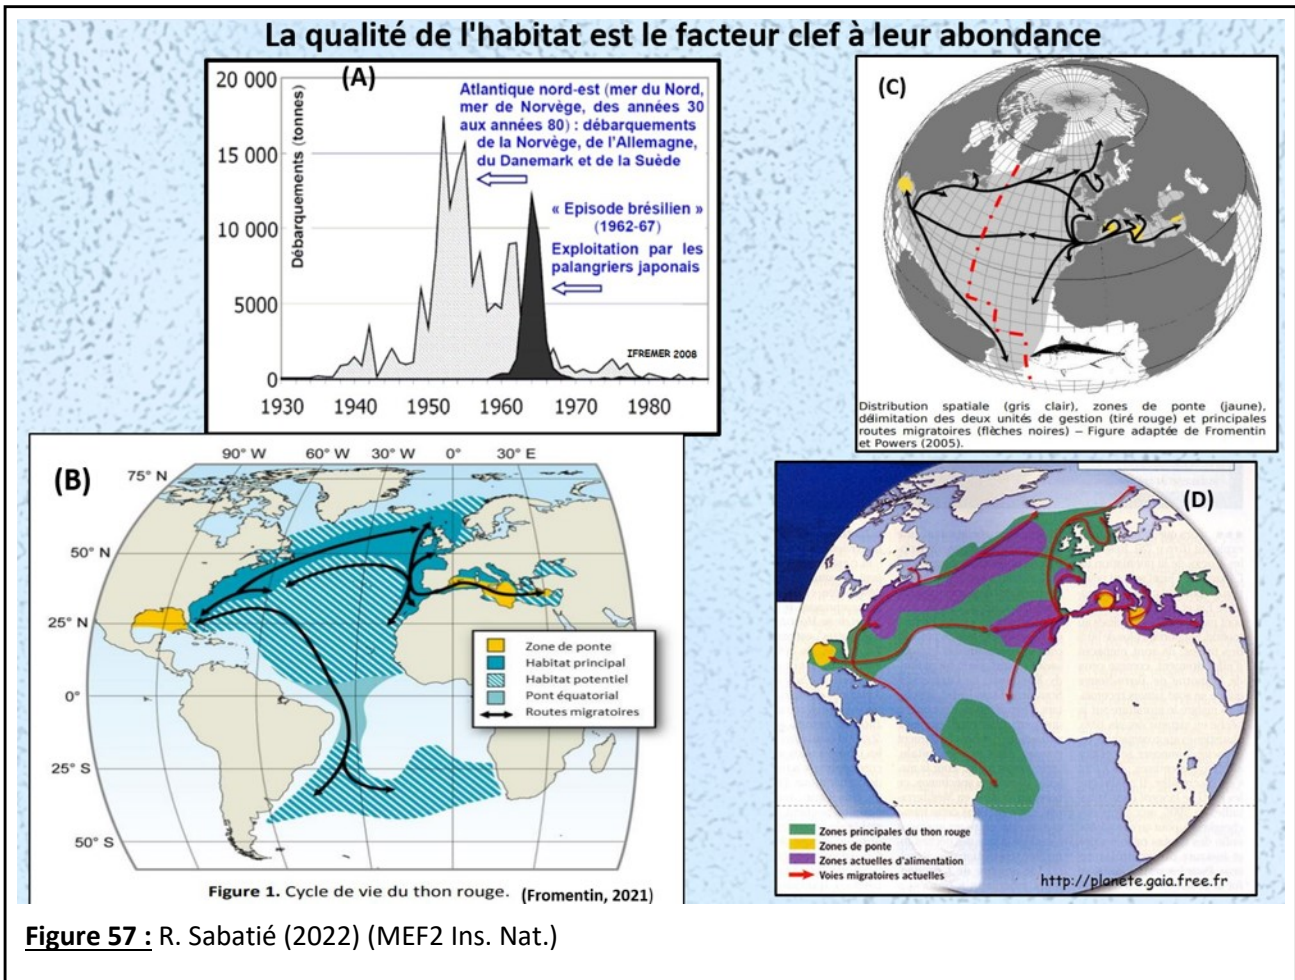 La qualité de l'habitat est le facteur clef à leur abondance
(A)
Débarquements (tonnes)
20 000
15 000
10 000
5000
0
1930
1940
1950
1960
1970
1980
Atlantique nord-est (mer du Nord,
mer de Norvège, des années 30
aux années 80) : débarquements
de la Norvège, de l'Allemagne,
du Danemark et de la Suède
« Episode brésilien »
(1962-67)
Exploitation par les
palangriers japonais
IFREMER 2008
(C)
Distribution spatiale (gris clair), zones de ponte (jaune),
délimitation des deux unités de gestion (tiré rouge) et principales
routes migratoires (flèches noires) – Figure adaptée de Fromentin
et Powers (2005).
(B)
90° W
60° W
30° W
0°
30° E
75° N
50° N
25° N
0°
25° S
50° S
Zone de ponte
Habitat principal
Habitat potentiel
Pont équatorial
Routes migratoires
Figure 1. Cycle de vie du thon rouge. (Fromentin, 2021)
(D)
Zones principales du thon rouge
Zones de ponte
Zones actuelles d'alimentation
Voies migratoires actuelles
http://planete.gaia.free.fr
Figure 57 : R. Sabatié (2022) (MEF2 Ins. Nat.)